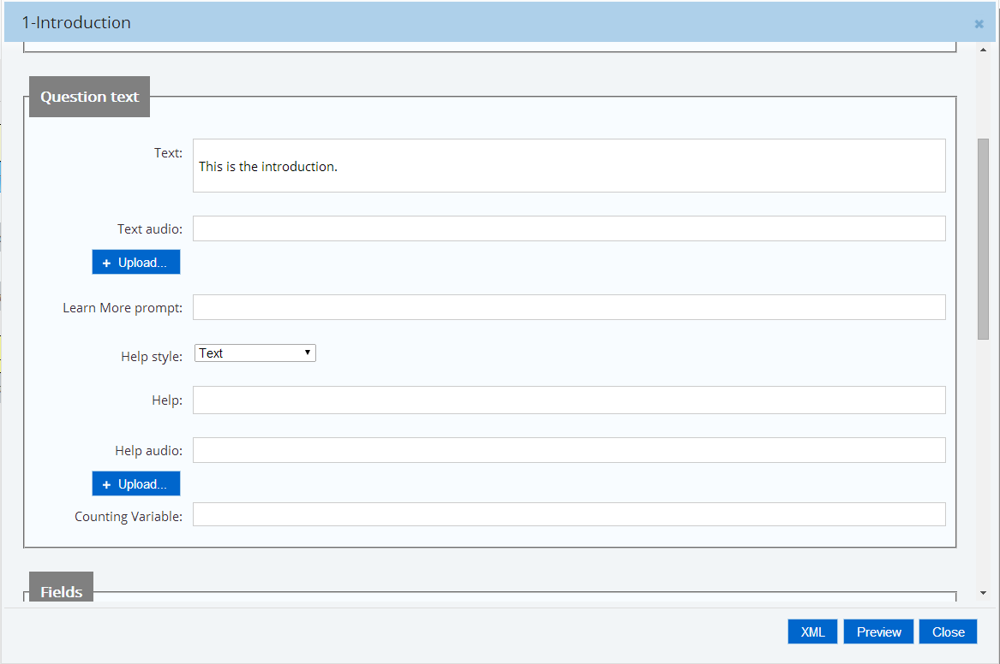 1-Introduction
Question text
Text:
This is the introduction.
Text audio:
+ Upload...
Learn More prompt:
Help style:
Text
Help:
Help audio:
+ Upload...
Counting Variable:
Fields
XML
Preview
Close